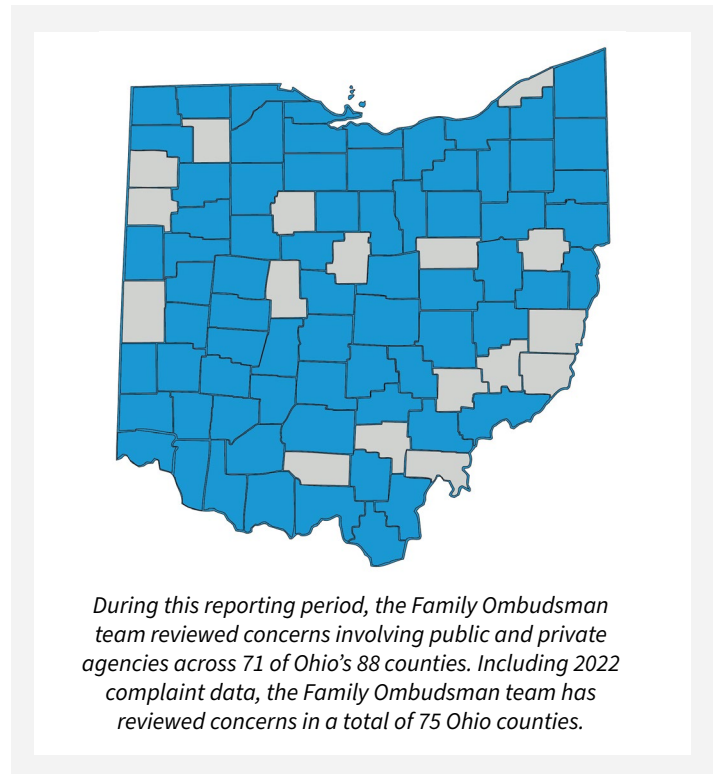 During this reporting period, the Family Ombudsman
team reviewed concerns involving public and private
agencies across 71 of Ohio’s 88 counties. Including 2022
complaint data, the Family Ombudsman team has
reviewed concerns in a total of 75 Ohio counties.